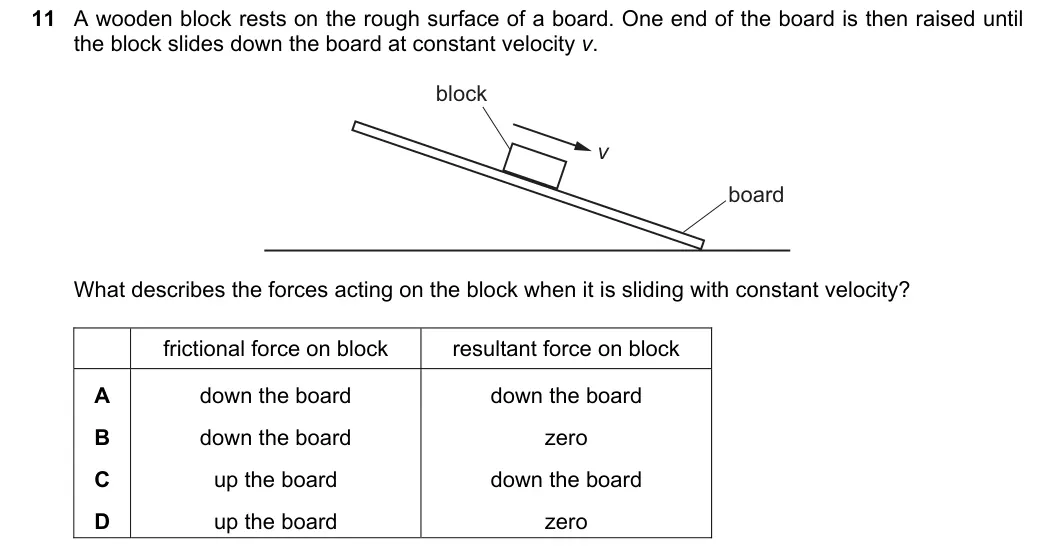 11 A wooden block rests on the rough surface of a board. One end of the board is then raised until
the block slides down the board at constant velocity v.
block
v
board
What describes the forces acting on the block when it is sliding with constant velocity?
frictional force on block resultant force on block
A down the board down the board
B down the board zero
C up the board down the board
D up the board zero